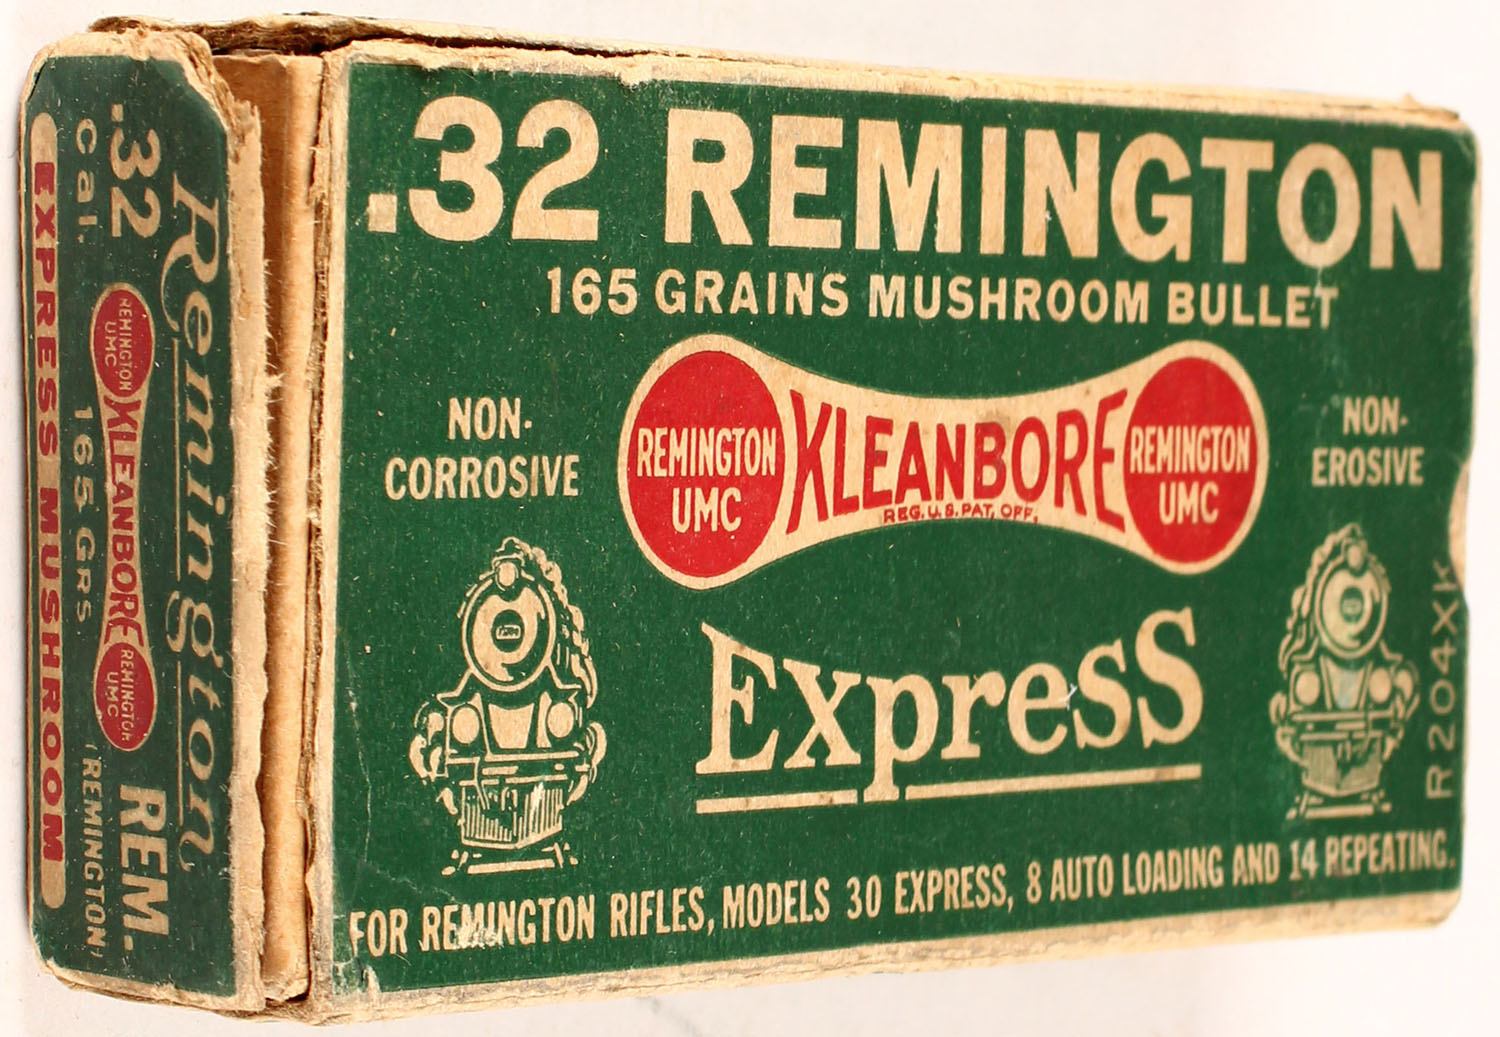 .32 REMINGTON
165 GRAINS MUSHROOM BULLET
NON-
CORROSIVE
REMINGTON
UMC
KLEANBORE
REG. U.S. PAT. OFF.
REMINGTON
UMC
NON-
EROSIVE
Express
FOR REMINGTON RIFLES, MODELS 30 EXPRESS, 8 AUTO LOADING AND 14 REPEATING.
R204XK
Remington
.32 REM.
Cal. (REMINGTON)
REMINGTON
UMC
KLEANBORE
REMINGTON
UMC
165 GRS.
EXPRESS MUSHROOM